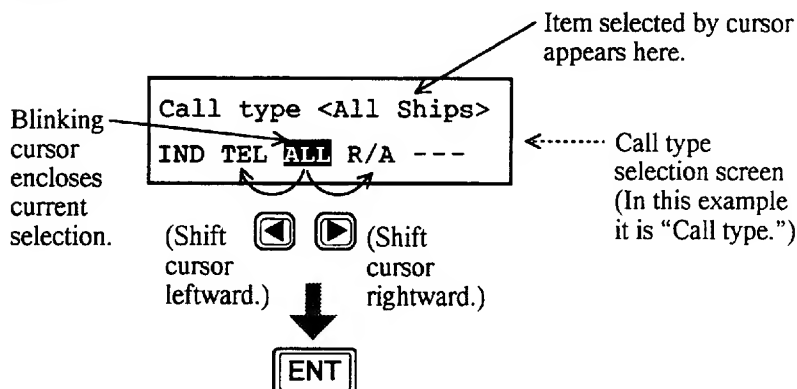 Item selected by cursor
appears here.
Blinking
cursor
encloses
current
selection.
Call type <All Ships>
IND TEL ALL R/A ---
Call type
selection screen
(In this example
it is “Call type.”)
(Shift
cursor
leftward.)
(Shift
cursor
rightward.)
ENT